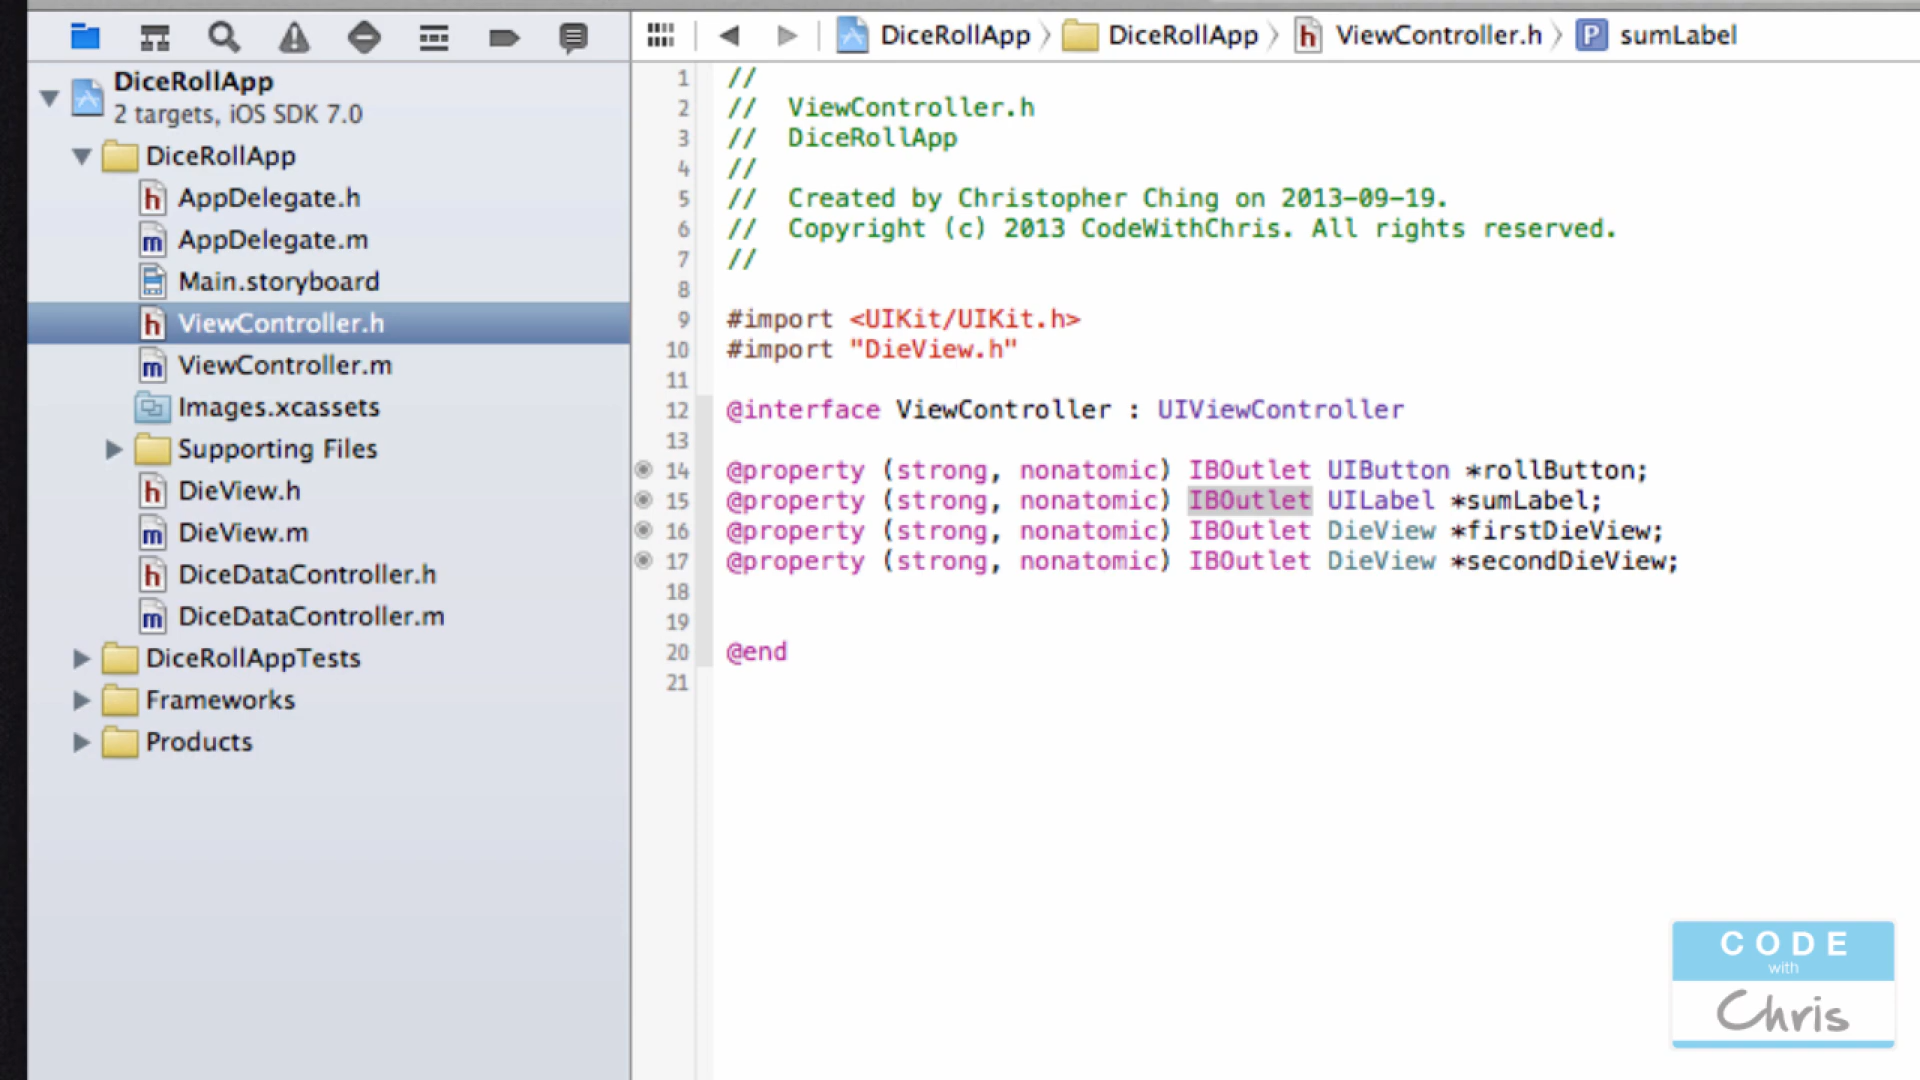 DiceRollApp
2 targets, iOS SDK 7.0
DiceRollApp
h AppDelegate.h
m AppDelegate.m
Main.storyboard
h ViewController.h
m ViewController.m
Images.xcassets
Supporting Files
h DieView.h
m DieView.m
h DiceDataController.h
m DiceDataController.m
DiceRollAppTests
Frameworks
Products
DiceRollApp 〉 DiceRollApp 〉 h ViewController.h 〉 P sumLabel
1 //
2 //  ViewController.h
3 //  DiceRollApp
4 //
5 //  Created by Christopher Ching on 2013-09-19.
6 //  Copyright (c) 2013 CodeWithChris. All rights reserved.
7 //
8
9 #import <UIKit/UIKit.h>
10 #import "DieView.h"
11
12 @interface ViewController : UIViewController
13
14 @property (strong, nonatomic) IBOutlet UIButton *rollButton;
15 @property (strong, nonatomic) IBOutlet UILabel *sumLabel;
16 @property (strong, nonatomic) IBOutlet DieView *firstDieView;
17 @property (strong, nonatomic) IBOutlet DieView *secondDieView;
18
19
20 @end
21
CODE
with
Chris